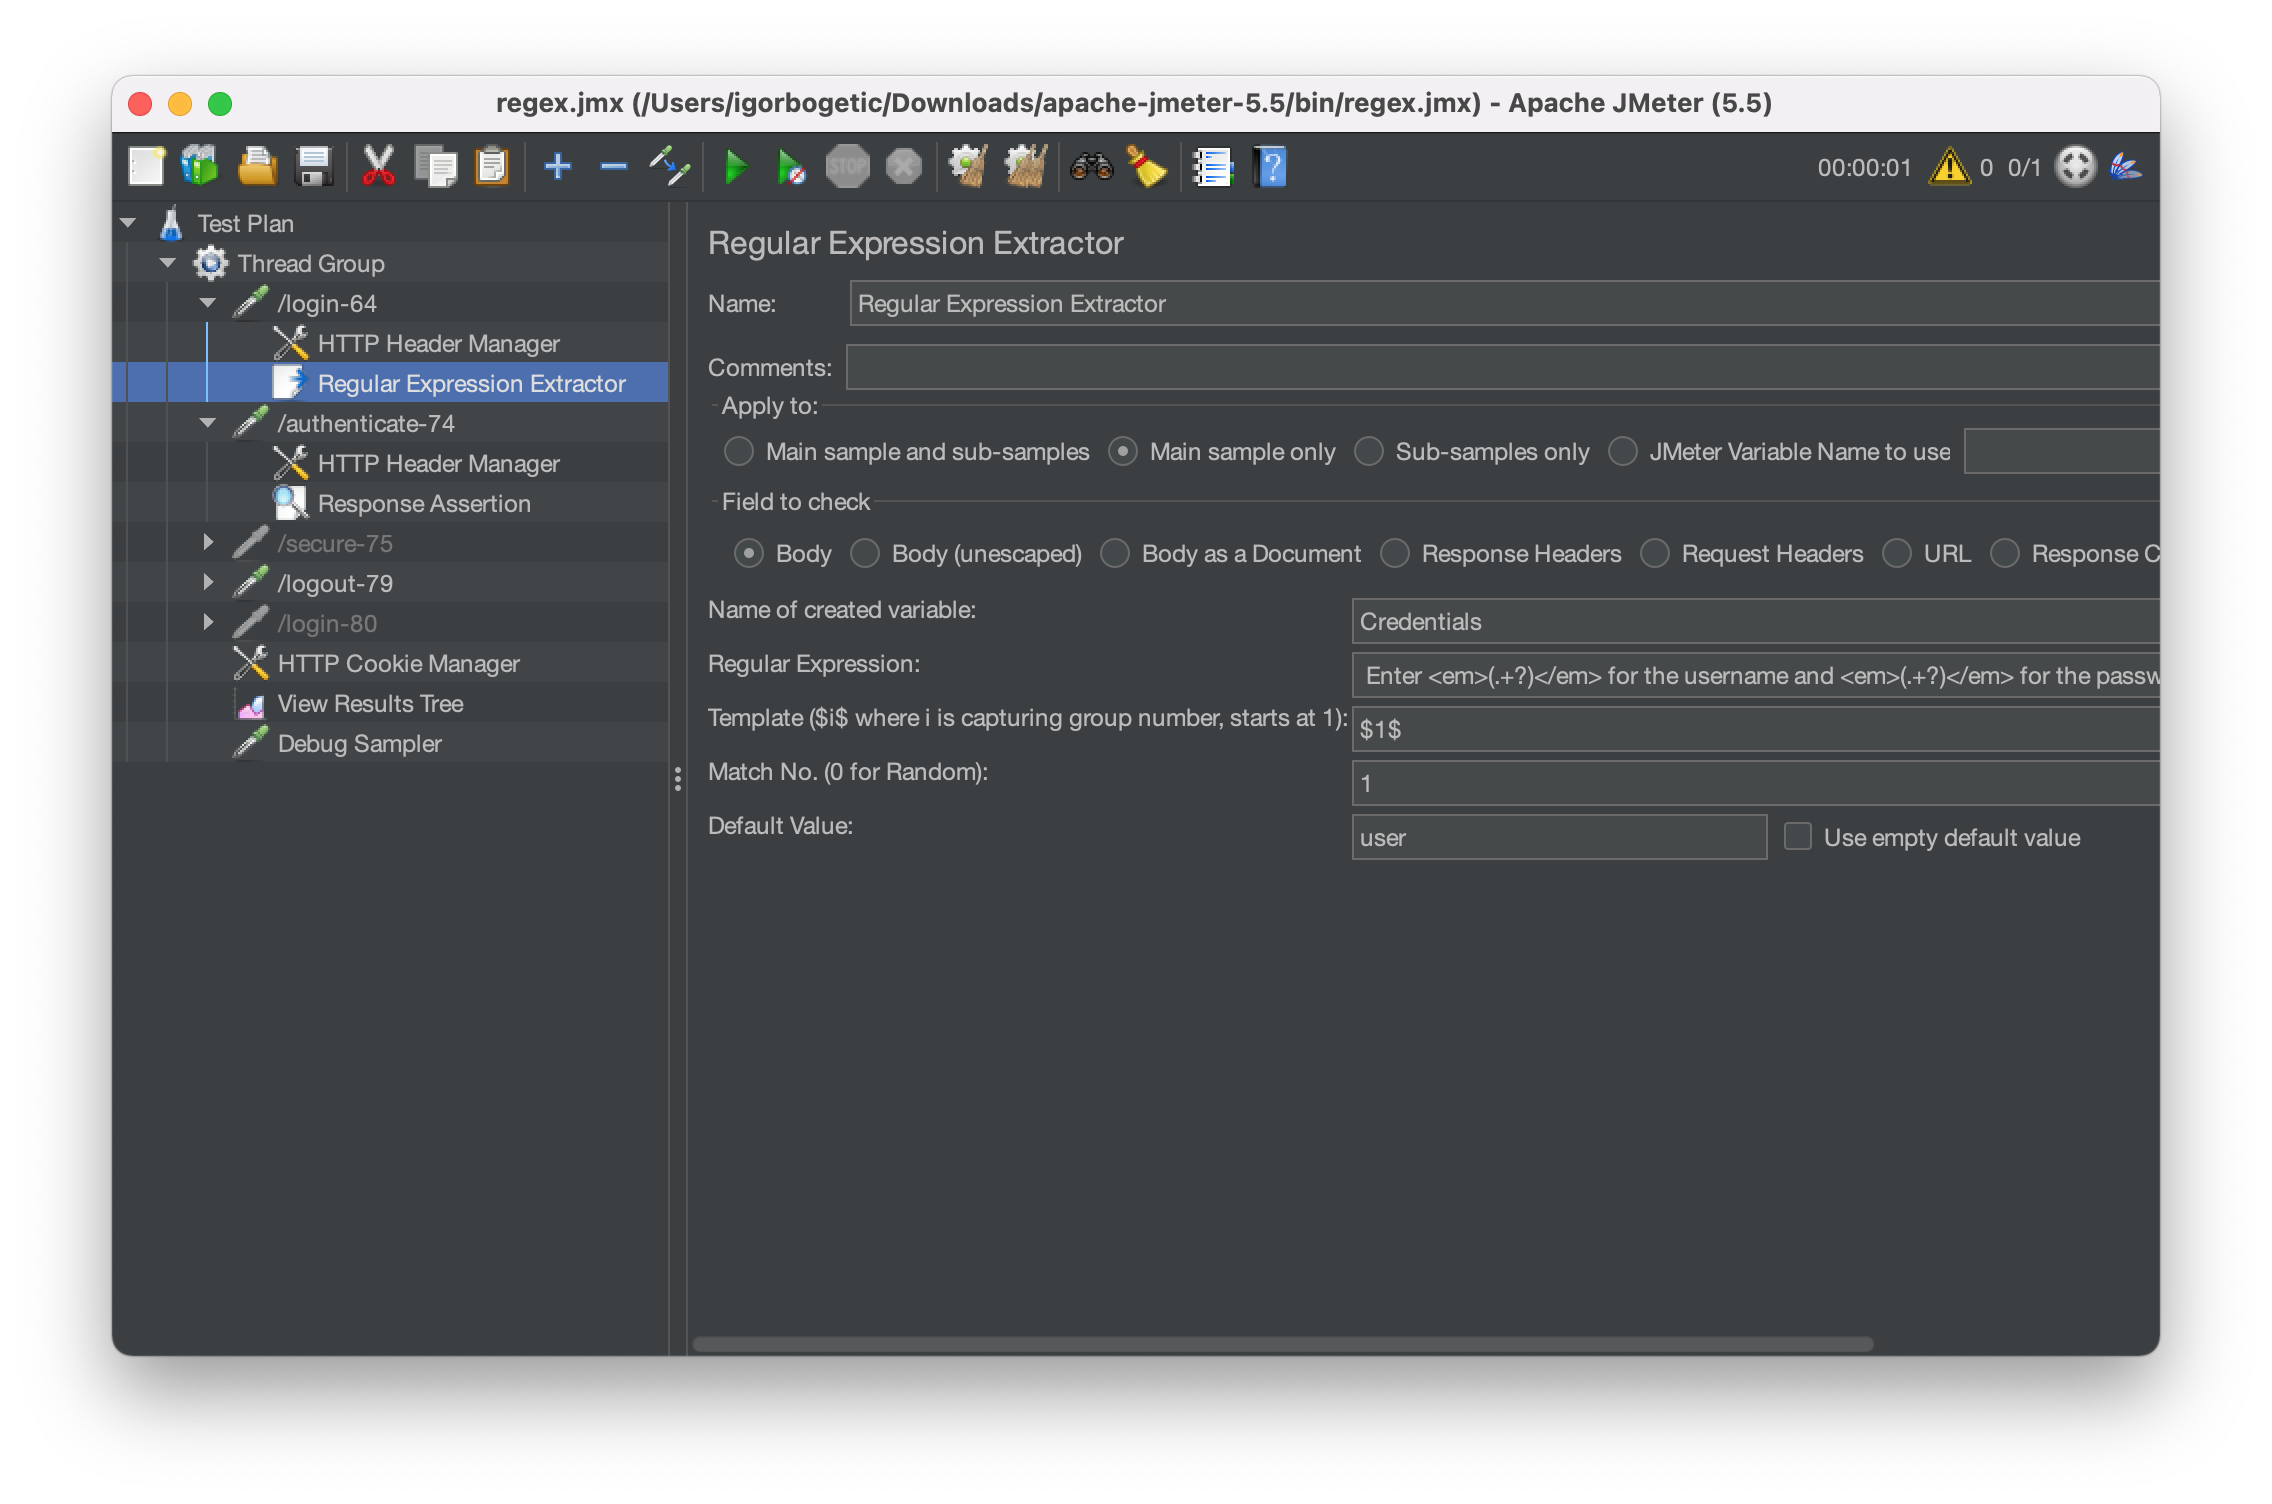 regex.jmx (/Users/igorbogetic/Downloads/apache-jmeter-5.5/bin/regex.jmx) - Apache JMeter (5.5)
STOP
00:00:01 0 0/1
Test Plan
Thread Group
/login-64
HTTP Header Manager
Regular Expression Extractor
/authenticate-74
HTTP Header Manager
Response Assertion
/secure-75
/logout-79
/login-80
HTTP Cookie Manager
View Results Tree
Debug Sampler
Regular Expression Extractor
Name: Regular Expression Extractor
Comments:
Apply to:
Main sample and sub-samples Main sample only Sub-samples only JMeter Variable Name to use
Field to check
Body Body (unescaped) Body as a Document Response Headers Request Headers URL Response C
Name of created variable: Credentials
Regular Expression: Enter <em>(.+?)</em> for the username and <em>(.+?)</em> for the passw
Template ($i$ where i is capturing group number, starts at 1): $1$
Match No. (0 for Random): 1
Default Value: user Use empty default value